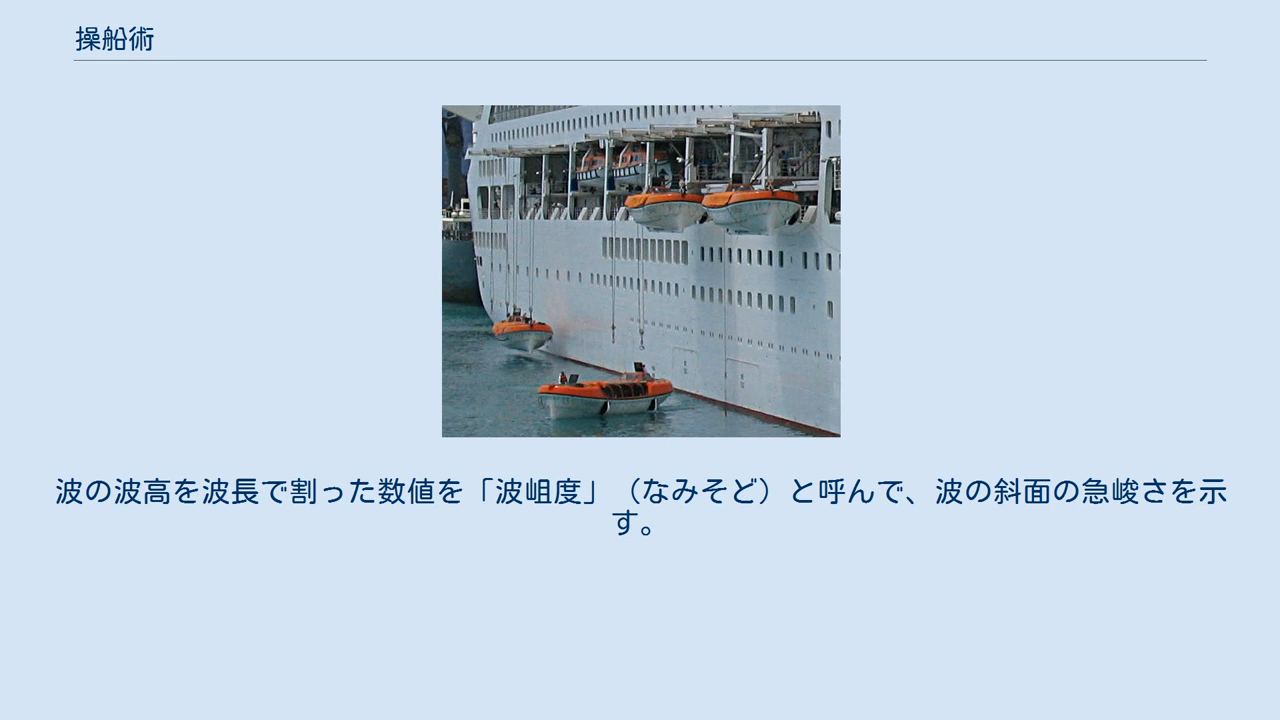 操船術
波の波高を波長で割った数値を「波岨度」（なみそど）と呼んで、波の斜面の急峻さを示
す。